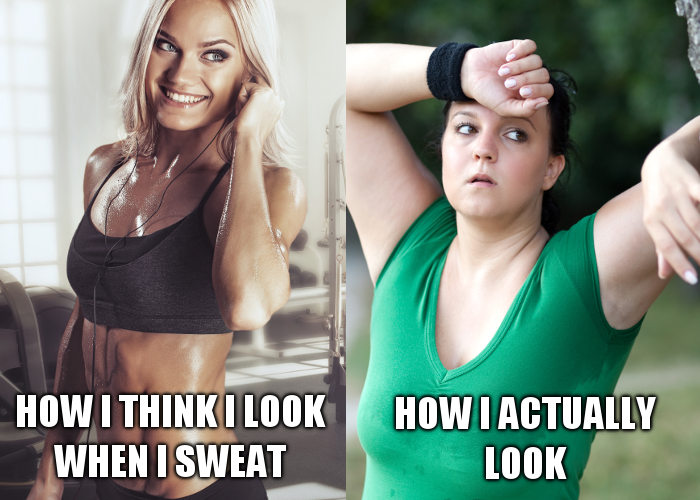 HOW I THINK I LOOK
WHEN I SWEAT
HOW I ACTUALLY
LOOK